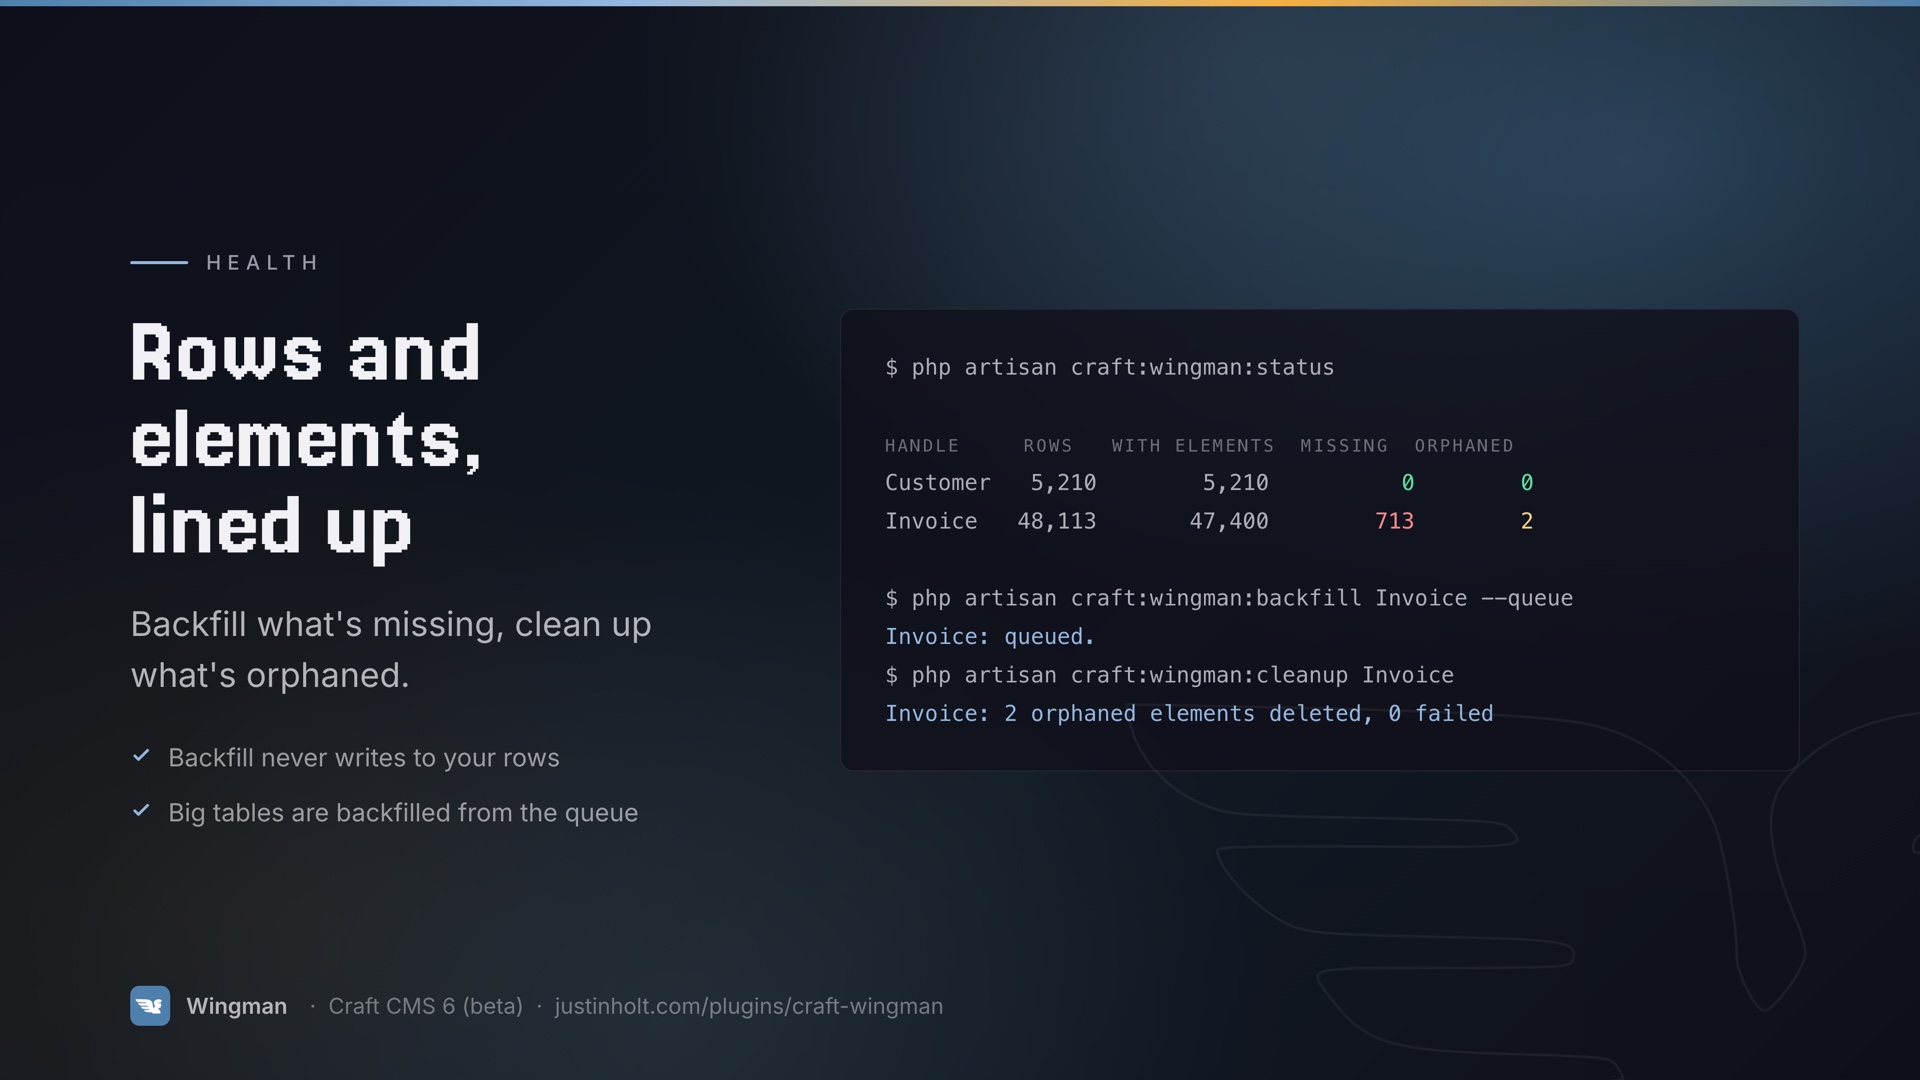 HEALTH
Rows and
elements,
lined up
Backfill what's missing, clean up
what's orphaned.
Backfill never writes to your rows
Big tables are backfilled from the queue
$ php artisan craft:wingman:status
HANDLE ROWS WITH ELEMENTS MISSING ORPHANED
Customer 5,210 5,210 0 0
Invoice 48,113 47,400 713 2
$ php artisan craft:wingman:backfill Invoice --queue
Invoice: queued.
$ php artisan craft:wingman:cleanup Invoice
Invoice: 2 orphaned elements deleted, 0 failed
Wingman · Craft CMS 6 (beta) · justinholt.com/plugins/craft-wingman